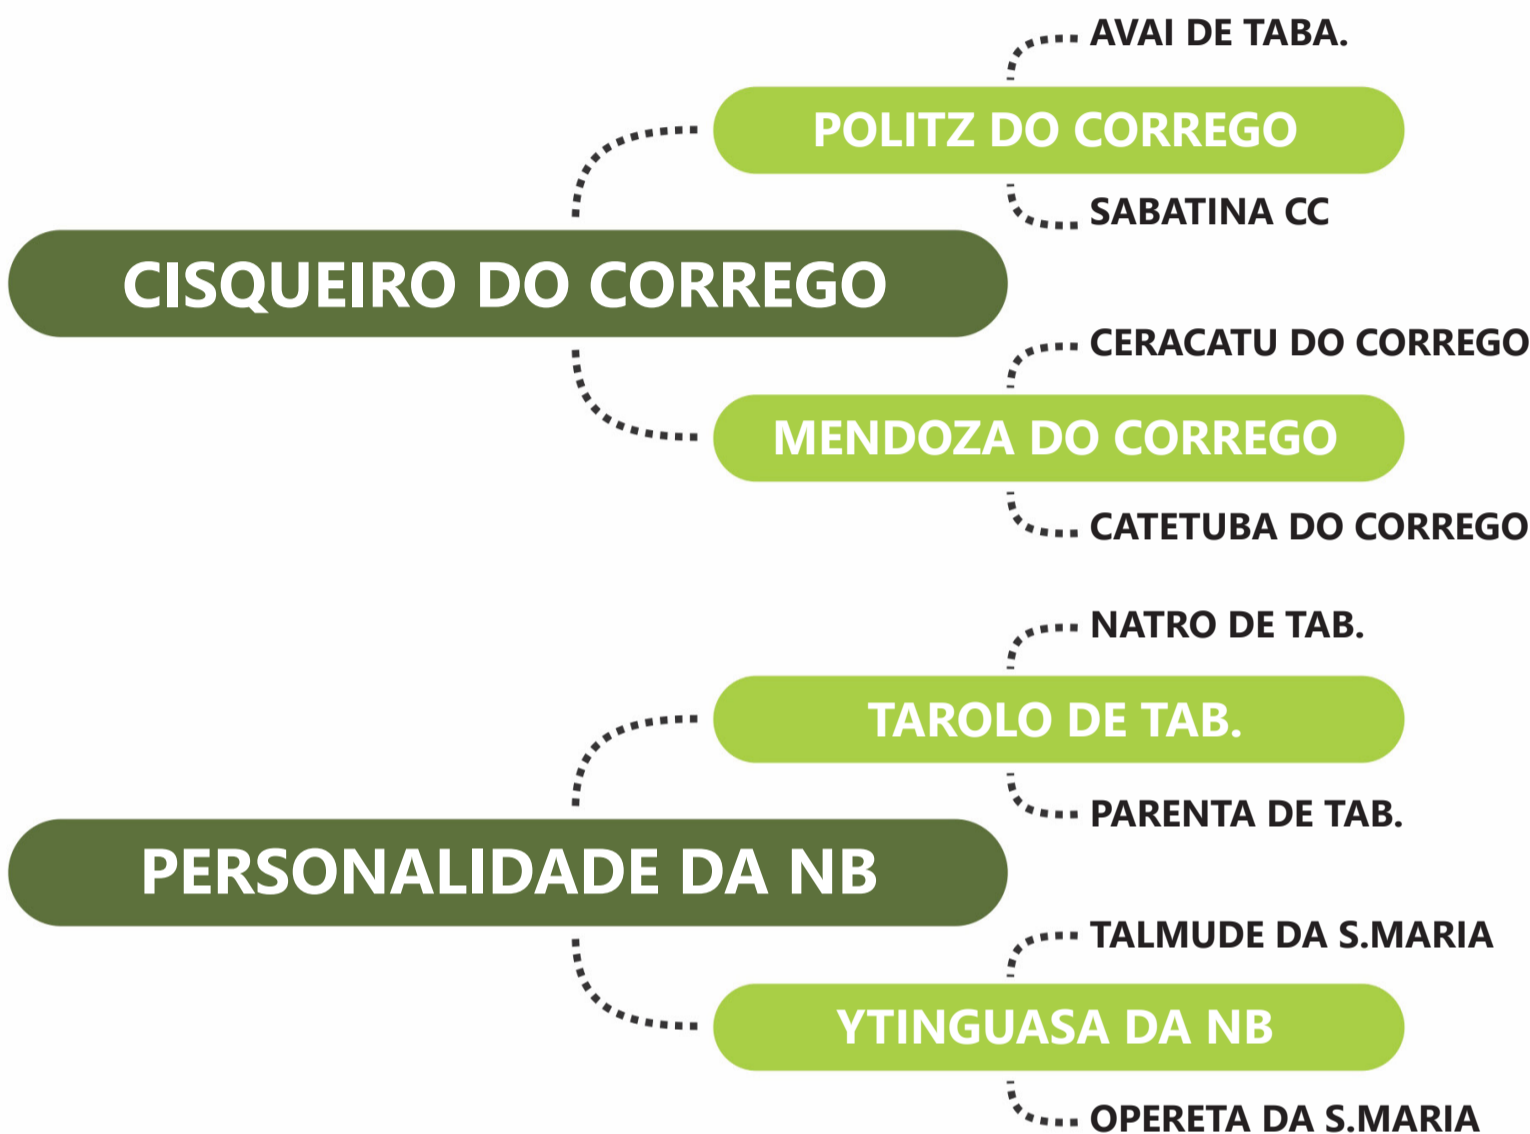 AVAI DE TABA.
POLITZ DO CORREGO
SABATINA CC
CISQUEIRO DO CORREGO
CERACATU DO CORREGO
MENDOZA DO CORREGO
CATETUBA DO CORREGO
NATRO DE TAB.
TAROLO DE TAB.
PARENTA DE TAB.
PERSONALIDADE DA NB
TALMUDE DA S.MARIA
YTINGUASA DA NB
OPERETA DA S.MARIA